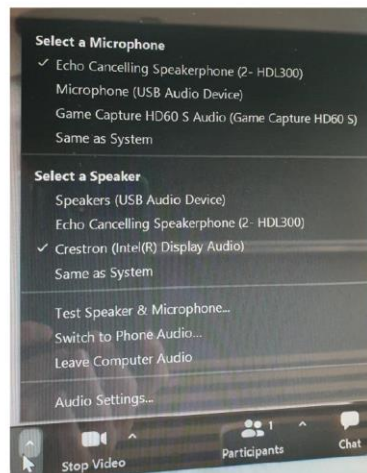 Select a Microphone
✓ Echo Cancelling Speakerphone (2- HDL300)
Microphone (USB Audio Device)
Game Capture HD60 S Audio (Game Capture HD60 S)
Same as System
Select a Speaker
Speakers (USB Audio Device)
Echo Cancelling Speakerphone (2- HDL300)
✓ Crestron (Intel(R) Display Audio)
Same as System
Test Speaker & Microphone...
Switch to Phone Audio...
Leave Computer Audio
Audio Settings...
1
Stop Video
Participants
Chat